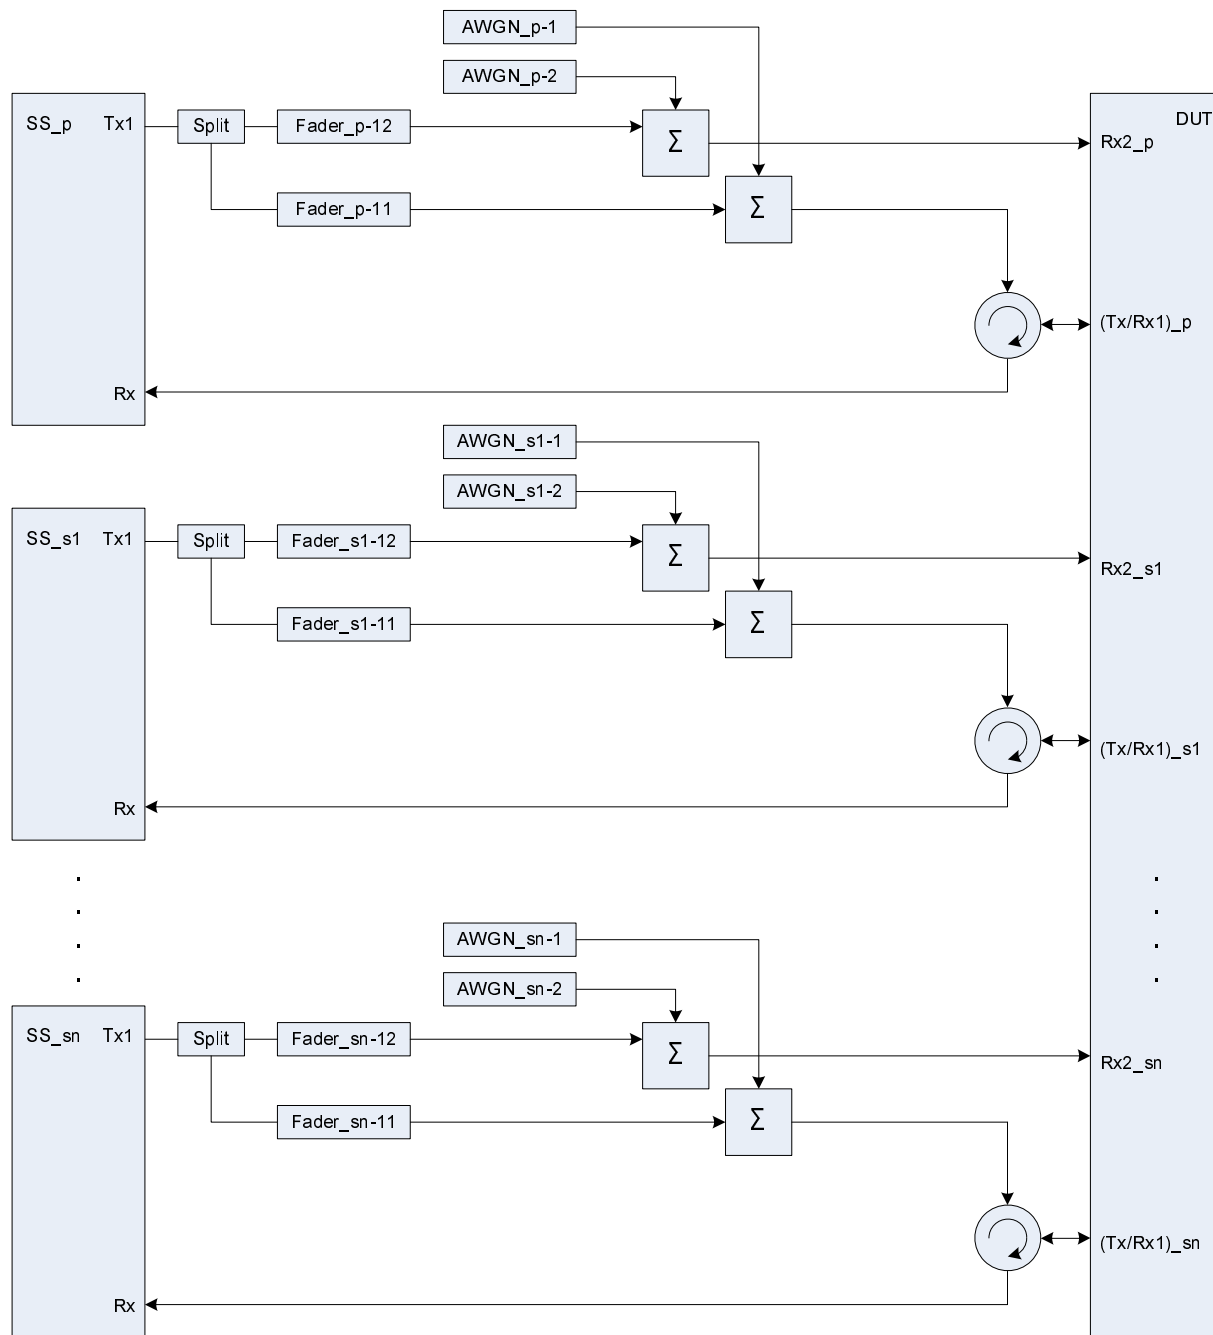 AWGN_p-1
AWGN_p-2
SS_p Tx1 Split Fader_p-12 Σ DUT
Rx2_p
Fader_p-11 Σ
(Tx/Rx1)_p
Rx
AWGN_s1-1
AWGN_s1-2
SS_s1 Tx1 Split Fader_s1-12 Σ
Rx2_s1
Fader_s1-11 Σ
(Tx/Rx1)_s1
Rx
AWGN_sn-1
AWGN_sn-2
SS_sn Tx1 Split Fader_sn-12 Σ
Rx2_sn
Fader_sn-11 Σ
(Tx/Rx1)_sn
Rx